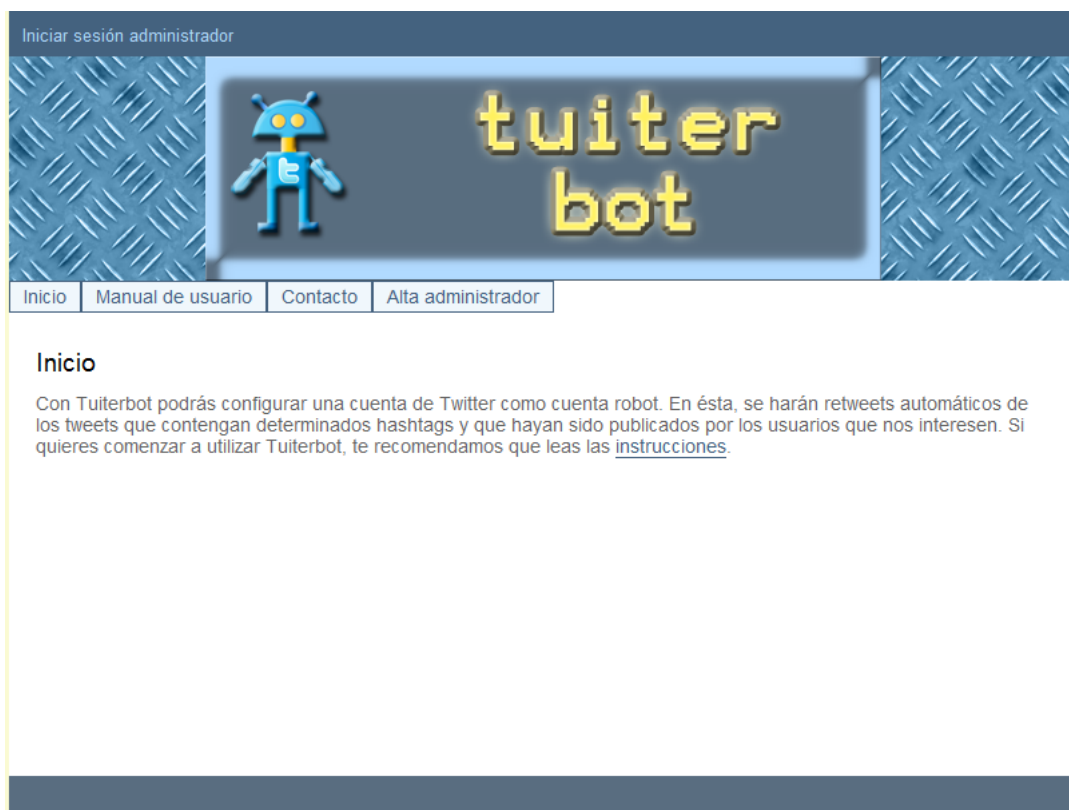 Iniciar sesión administrador
tuiter
bot
Inicio
Manual de usuario
Contacto
Alta administrador
Inicio
Con Tuiterbot podrás configurar una cuenta de Twitter como cuenta robot. En ésta, se harán retweets automáticos de
los tweets que contengan determinados hashtags y que hayan sido publicados por los usuarios que nos interesen. Si
quieres comenzar a utilizar Tuiterbot, te recomendamos que leas las instrucciones.